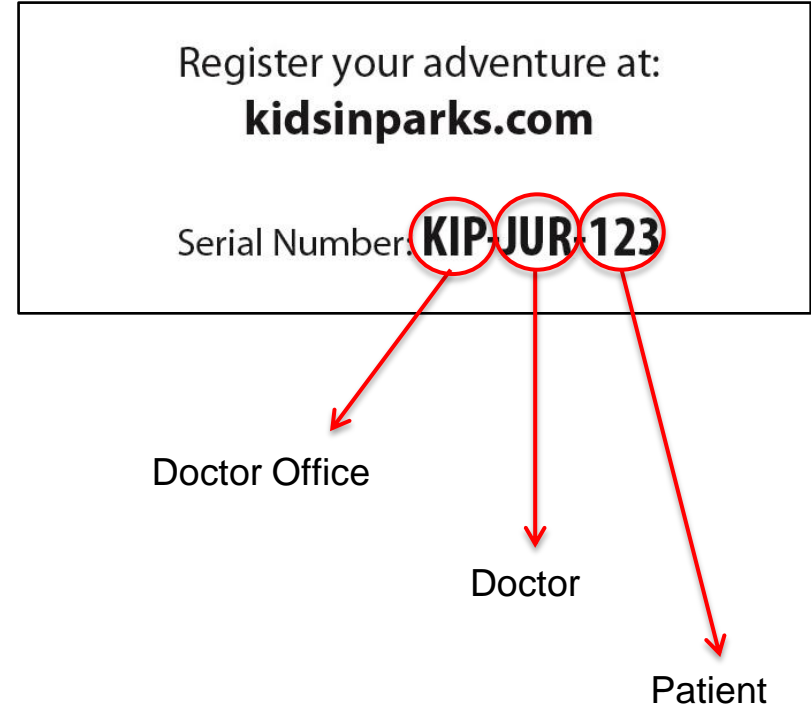 Register your adventure at:
kidsinparks.com
Serial Number: KIP-JUR-123
Doctor Office
Doctor
Patient